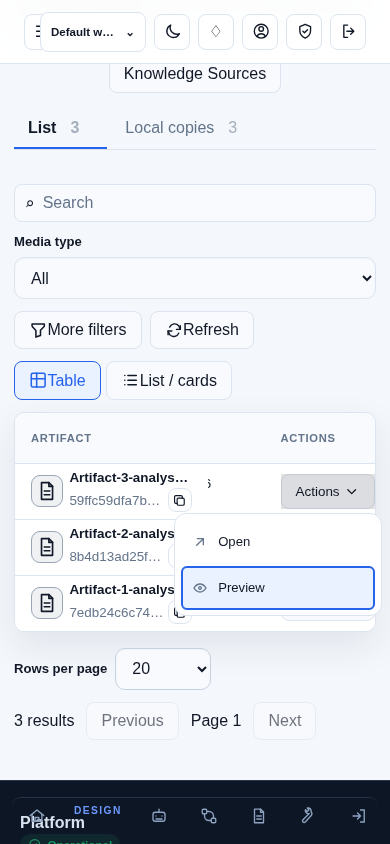 Default w...
Knowledge Sources
List 3
Local copies 3
Search
Media type
All
More filters
Refresh
Table
List / cards
ARTIFACT
ACTIONS
Artifact-3-analys...
59ffc59dfa7b...
Actions
Artifact-2-analys
8b4d13ad25f...
Open
Preview
Artifact-1-analys
7edb24c6c74...
Rows per page
20
3 results
Previous
Page 1
Next
DESIGN
Platform
Operational